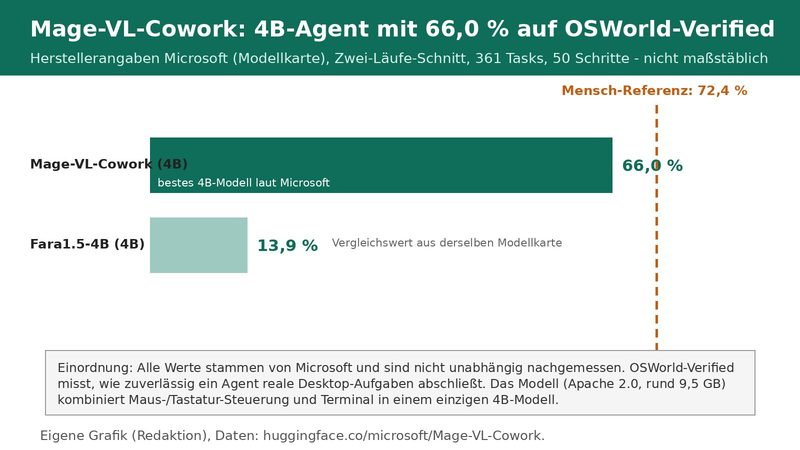 Mage-VL-Cowork: 4B-Agent mit 66,0 % auf OSWorld-Verified
Herstellerangaben Microsoft (Modellkarte), Zwei-Läufe-Schnitt, 361 Tasks, 50 Schritte - nicht maßstäblich
Mensch-Referenz: 72,4 %
Mage-VL-Cowork (4B)
66,0 %
bestes 4B-Modell laut Microsoft
Fara1.5-4B (4B)
13,9 %
Vergleichswert aus derselben Modellkarte
Einordnung: Alle Werte stammen von Microsoft und sind nicht unabhängig nachgemessen. OSWorld-Verified
misst, wie zuverlässig ein Agent reale Desktop-Aufgaben abschließt. Das Modell (Apache 2.0, rund 9,5 GB)
kombiniert Maus-/Tastatur-Steuerung und Terminal in einem einzigen 4B-Modell.
Eigene Grafik (Redaktion), Daten: huggingface.co/microsoft/Mage-VL-Cowork.